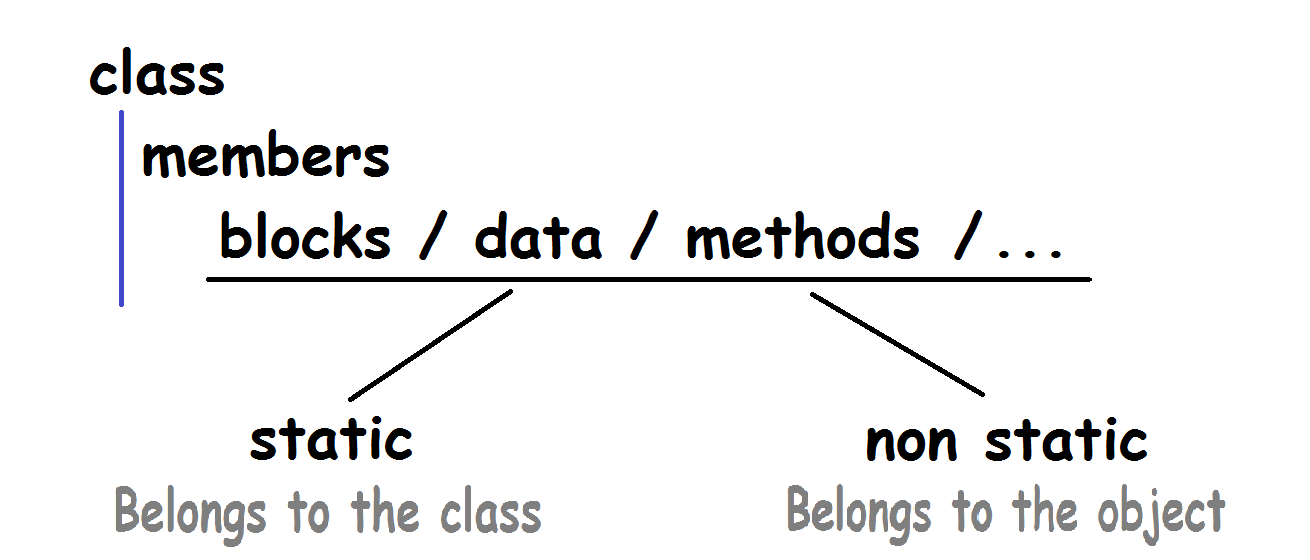 class
members
blocks / data / methods / ...
static
non static
Belongs to the class
Belongs to the object